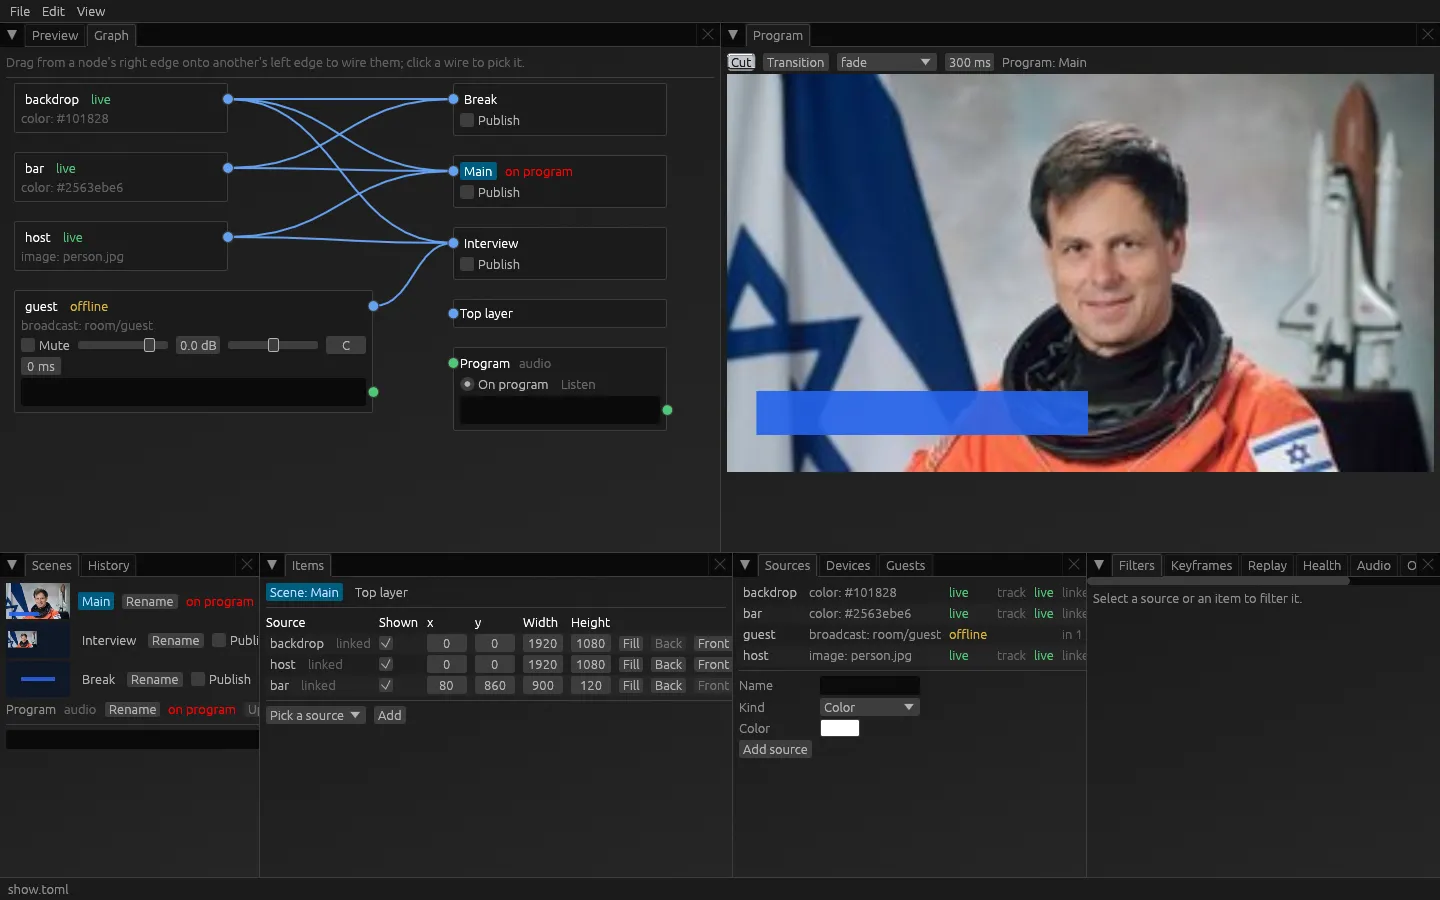 File Edit View
Preview Graph
Program
Drag from a node's right edge onto another's left edge to wire them; click a wire to pick it.
Cut Transition fade 300 ms Program: Main
backdrop live
color: #101828
bar live
color: #2563ebe6
host live
image: person.jpg
guest offline
broadcast: room/guest
Mute 0.0 dB C
0 ms
Break
Publish
Main on program
Publish
Interview
Publish
Top layer
Program audio
On program Listen
Scenes History
Main Rename on program
Interview Rename Publi
Break Rename Publish
Program audio Rename on program Up
Items
Scene: Main Top layer
Source Shown x y Width Height
backdrop linked 0 0 1920 1080 Fill Back Front
host linked 0 0 1920 1080 Fill Back Front
bar linked 80 860 900 120 Fill Back Front
Pick a source Add
Sources Devices Guests
backdrop color: #101828 live track live linke
bar color: #2563ebe6 live track live linke
guest broadcast: room/guest offline in 1
host image: person.jpg live track live linke
Name
Kind Color
Color
Add source
Filters Keyframes Replay Health Audio O
Select a source or an item to filter it.
show.toml